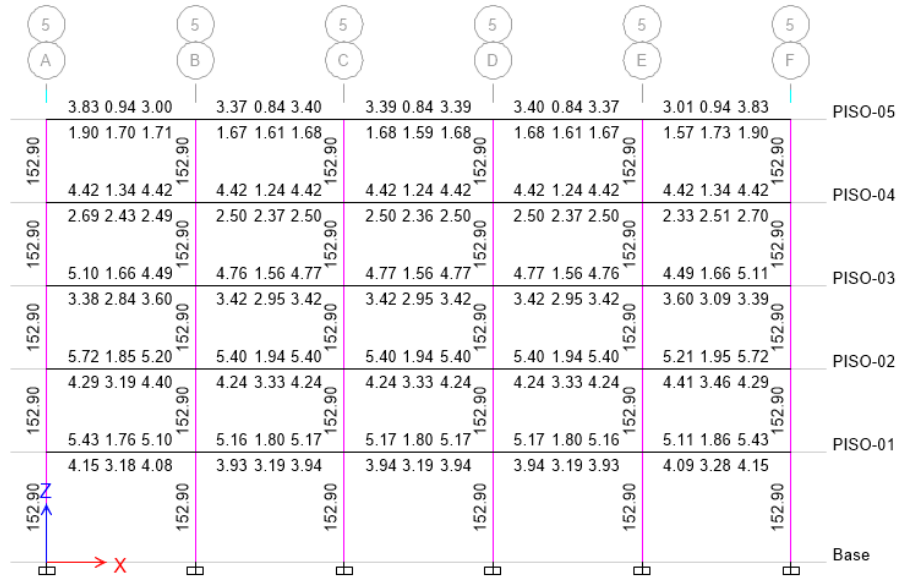 5 5 5 5 5 5
A B C D E F
3.83 0.94 3.00 3.37 0.84 3.40 3.39 0.84 3.39 3.40 0.84 3.37 3.01 0.94 3.83 PISO-05
1.90 1.70 1.71 1.67 1.61 1.68 1.68 1.59 1.68 1.68 1.61 1.67 1.57 1.73 1.90
152.90 152.90 152.90 152.90 152.90 152.90
4.42 1.34 4.42 4.42 1.24 4.42 4.42 1.24 4.42 4.42 1.24 4.42 4.42 1.34 4.42 PISO-04
2.69 2.43 2.49 2.50 2.37 2.50 2.50 2.36 2.50 2.50 2.37 2.50 2.33 2.51 2.70
152.90 152.90 152.90 152.90 152.90 152.90
5.10 1.66 4.49 4.76 1.56 4.77 4.77 1.56 4.77 4.77 1.56 4.76 4.49 1.66 5.11 PISO-03
3.38 2.84 3.60 3.42 2.95 3.42 3.42 2.95 3.42 3.42 2.95 3.42 3.60 3.09 3.39
152.90 152.90 152.90 152.90 152.90 152.90
5.72 1.85 5.20 5.40 1.94 5.40 5.40 1.94 5.40 5.40 1.94 5.40 5.21 1.95 5.72 PISO-02
4.29 3.19 4.40 4.24 3.33 4.24 4.24 3.33 4.24 4.24 3.33 4.24 4.41 3.46 4.29
152.90 152.90 152.90 152.90 152.90 152.90
5.43 1.76 5.10 5.16 1.80 5.17 5.17 1.80 5.17 5.17 1.80 5.16 5.11 1.86 5.43 PISO-01
4.15 3.18 4.08 3.93 3.19 3.94 3.94 3.19 3.94 3.94 3.19 3.93 4.09 3.28 4.15
152.90 152.90 152.90 152.90 152.90 152.90
Z
X Base